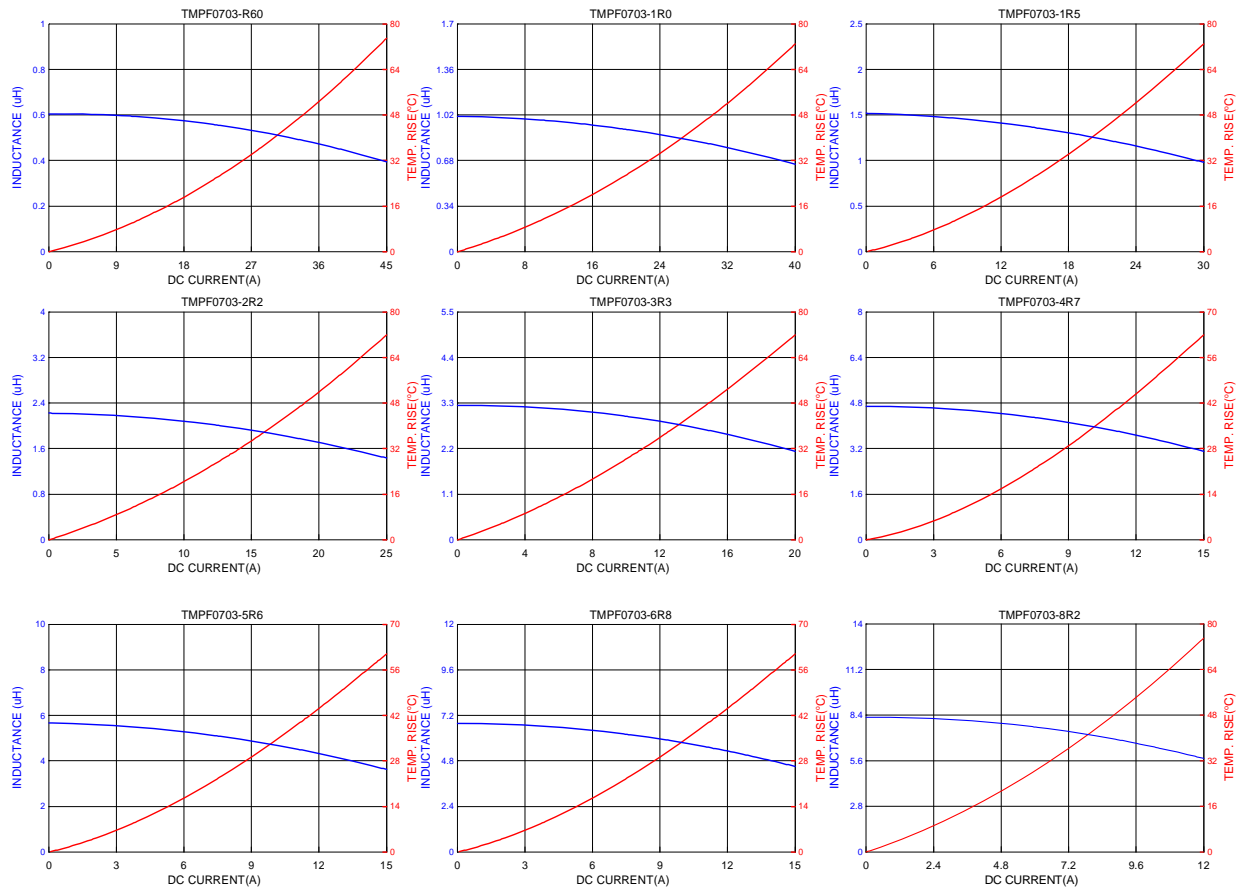 TMPF0703-R60
TMPF0703-1R0
TMPF0703-1R5
1 80 1.7 80 2.5 80
0.8 64 1.36 64 2 64
0.6 48 1.02 48 1.5 48
0.4 32 0.68 32 1 32
0.2 16 0.34 16 0.5 16
0 0 0 0 0 0
INDUCTANCE (uH) TEMP. RISE(°C) INDUCTANCE (uH) TEMP. RISE(°C) INDUCTANCE (uH) TEMP. RISE(°C)
0 9 18 27 36 45 0 8 16 24 32 40 0 6 12 18 24 30
DC CURRENT(A) DC CURRENT(A) DC CURRENT(A)
TMPF0703-2R2
TMPF0703-3R3
TMPF0703-4R7
4 80 5.5 80 8 70
3.2 64 4.4 64 6.4 56
2.4 48 3.3 48 4.8 42
1.6 32 2.2 32 3.2 28
0.8 16 1.1 16 1.6 14
0 0 0 0 0 0
INDUCTANCE (uH) TEMP. RISE(°C) INDUCTANCE (uH) TEMP. RISE(°C) INDUCTANCE (uH) TEMP. RISE(°C)
0 5 10 15 20 25 0 4 8 12 16 20 0 3 6 9 12 15
DC CURRENT(A) DC CURRENT(A) DC CURRENT(A)
TMPF0703-5R6
TMPF0703-6R8
TMPF0703-8R2
10 70 12 70 14 80
8 56 9.6 56 11.2 64
6 42 7.2 42 8.4 48
4 28 4.8 28 5.6 32
2 14 2.4 14 2.8 16
0 0 0 0 0 0
INDUCTANCE (uH) TEMP. RISE(°C) INDUCTANCE (uH) TEMP. RISE(°C) INDUCTANCE (uH) TEMP. RISE(°C)
0 3 6 9 12 15 0 3 6 9 12 15 0 2.4 4.8 7.2 9.6 12
DC CURRENT(A) DC CURRENT(A) DC CURRENT(A)